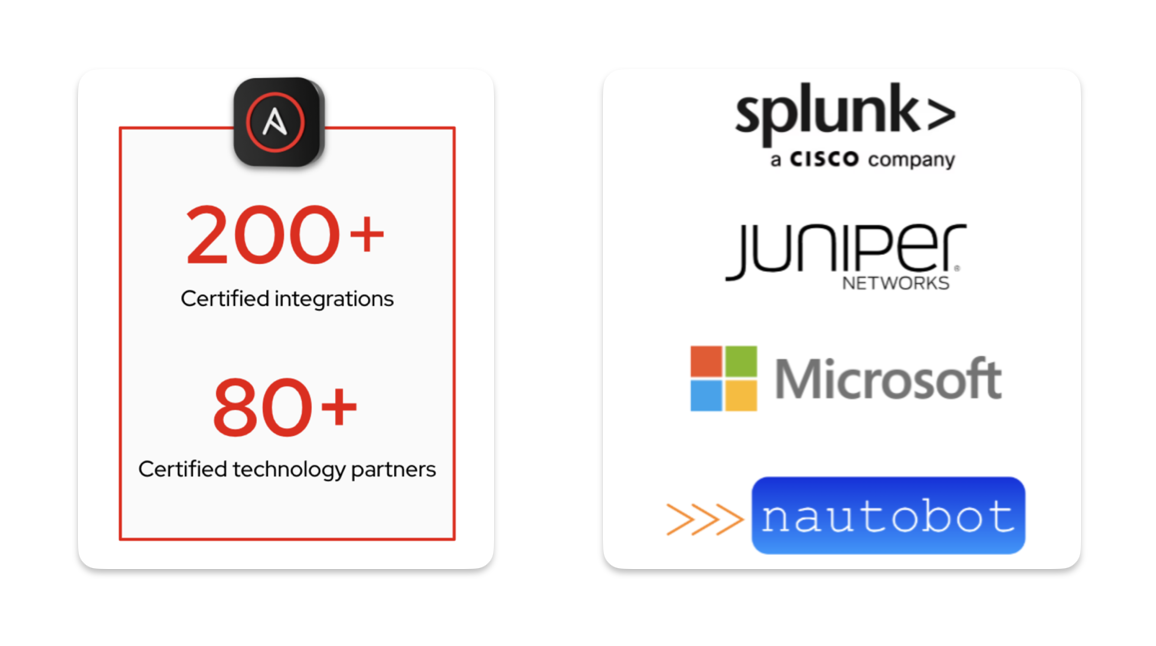 200+
Certified integrations
80+
Certified technology partners
splunk>
a CISCO company
JUNIPEr
NETWORKS
Microsoft
>>> nautobot